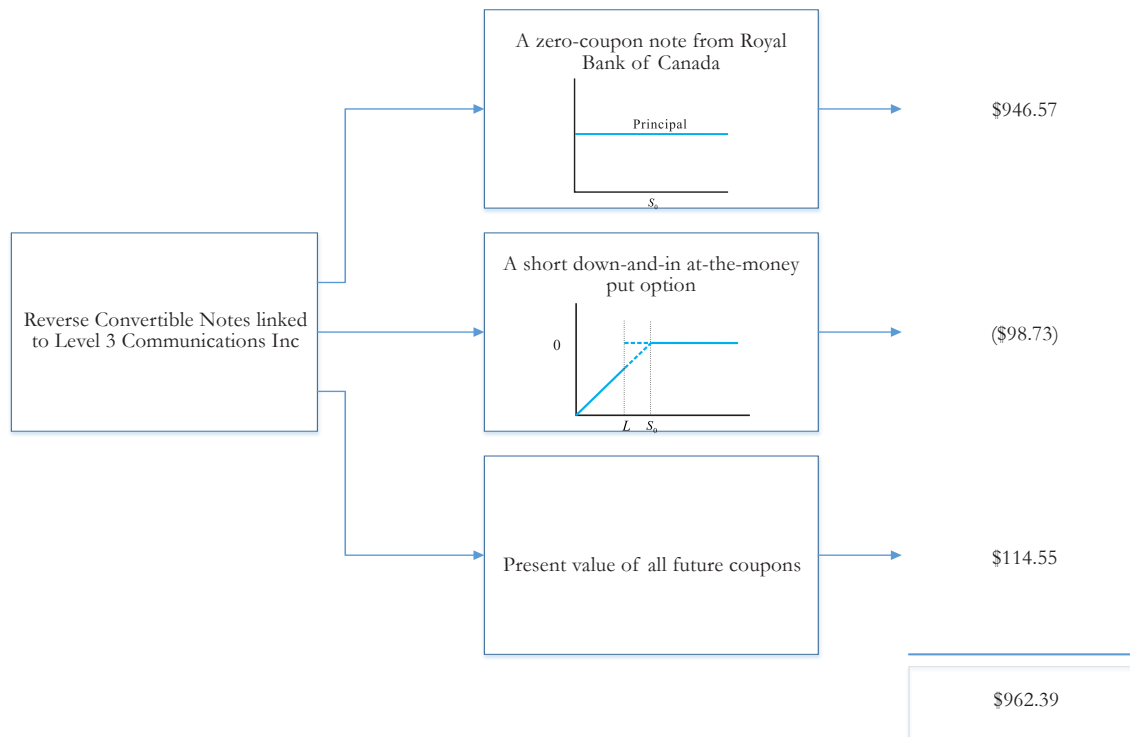 A zero-coupon note from Royal
Bank of Canada
Principal
S₀
$946.57
Reverse Convertible Notes linked
to Level 3 Communications Inc
A short down-and-in at-the-money
put option
0
L S₀
($98.73)
Present value of all future coupons
$114.55
$962.39